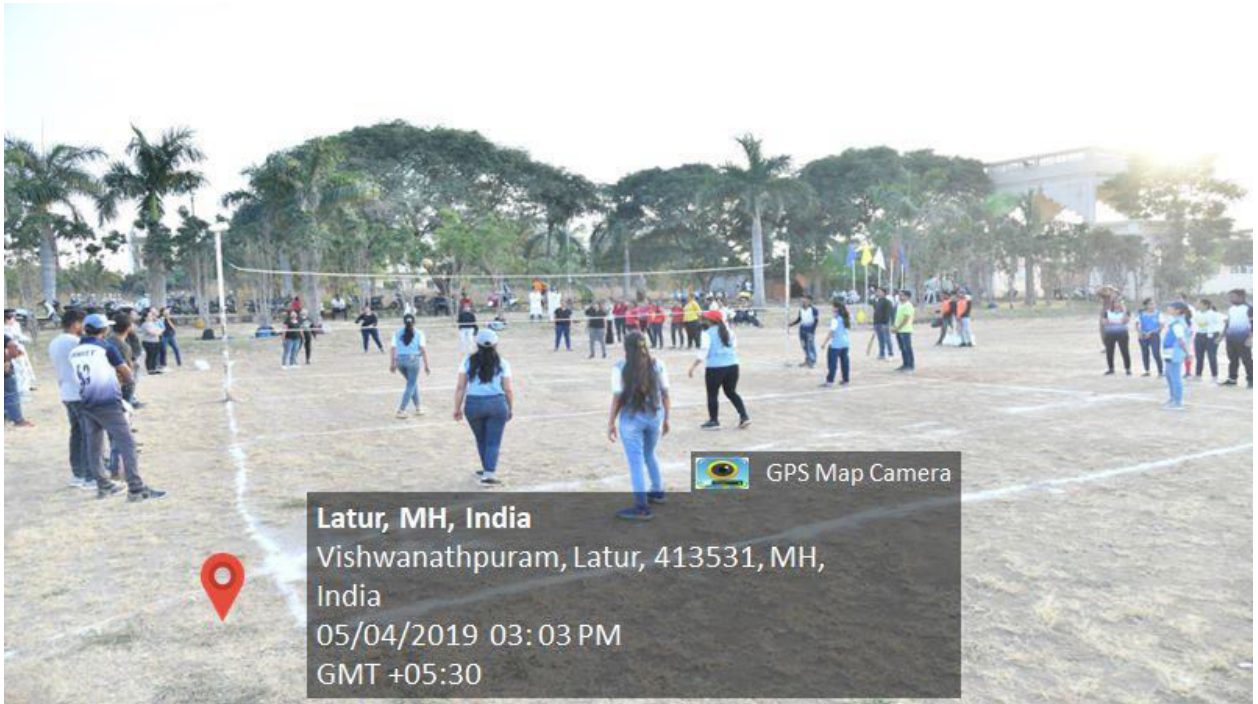 GPS Map Camera
Latur, MH, India
Vishwanathpuram, Latur, 413531, MH,
India
05/04/2019 03:03 PM
GMT +05:30
52